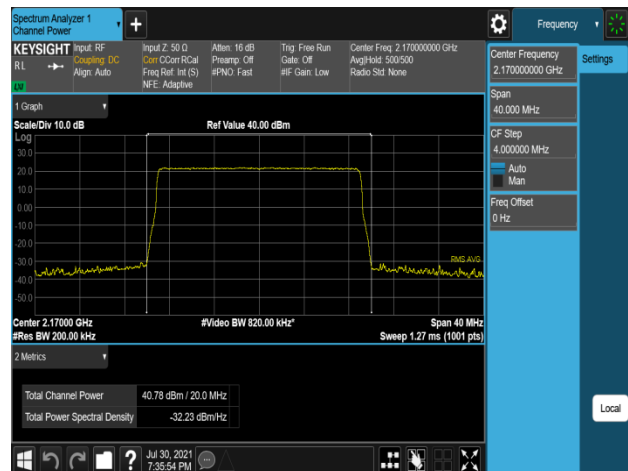 Spectrum Analyzer 1
Channel Power
Frequency
KEYSIGHT
RL
LXI
Input: RF
Coupling: DC
Align: Auto
Input Z: 50 Ω
Corr CCorr RCal
Freq Ref: Int (S)
NFE: Adaptive
Atten: 16 dB
Preamp: Off
#PNO: Fast
Trig: Free Run
Gate: Off
#IF Gain: Low
Center Freq: 2.170000000 GHz
Avg|Hold: 500/500
Radio Std: None
Center Frequency
2.17000000 GHz
Settings
Span
40.000 MHz
CF Step
4.000000 MHz
Auto
Man
Freq Offset
0 Hz
1 Graph
Scale/Div 10.0 dB
Ref Value 40.00 dBm
Log
30.0
20.0
10.0
0.00
-10.0
-20.0
-30.0
-40.0
-50.0
RMS AVG
Center 2.17000 GHz
#Video BW 820.00 kHz*
Span 40 MHz
#Res BW 200.00 kHz
Sweep 1.27 ms (1001 pts)
2 Metrics
Total Channel Power
40.78 dBm / 20.0 MHz
Total Power Spectral Density
-32.23 dBm/Hz
Local
?
Jul 30, 2021
7:35:54 PM